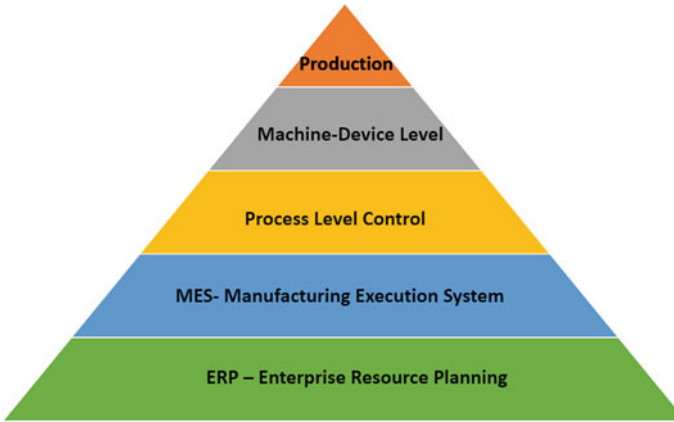 Production
Machine-Device Level
Process Level Control
MES- Manufacturing Execution System
ERP – Enterprise Resource Planning